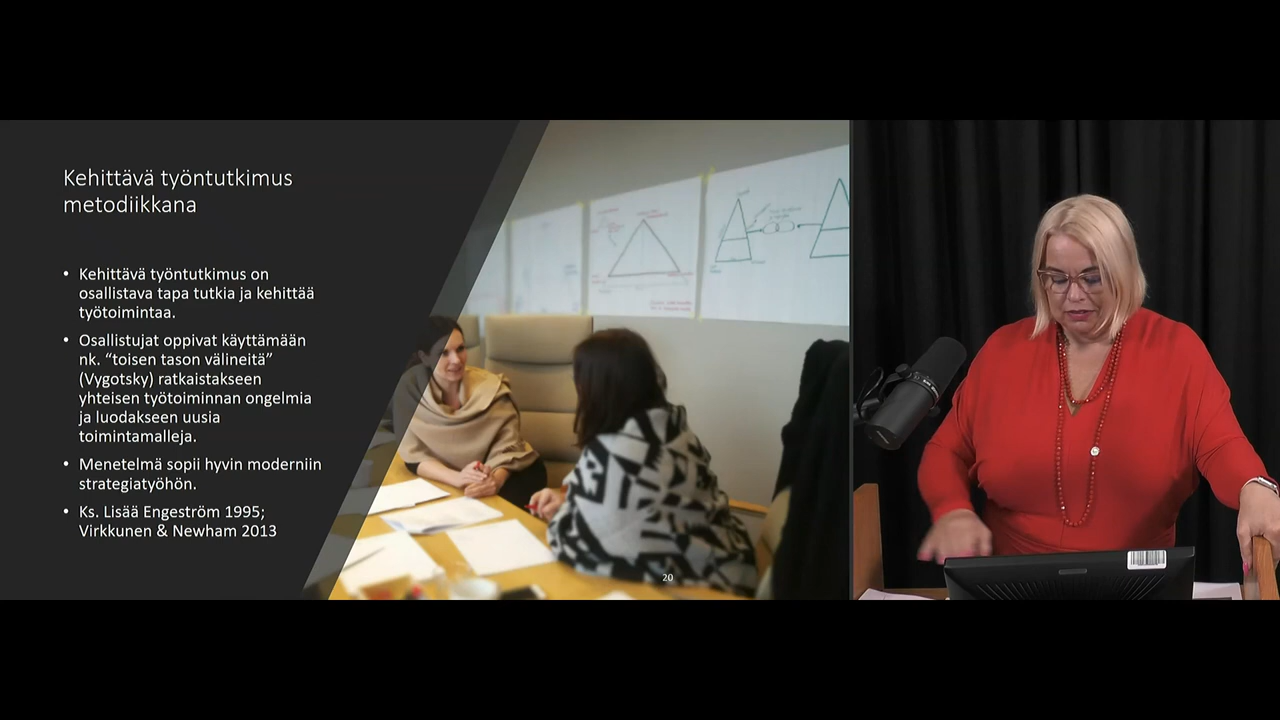 Kehittävä työntutkimus
metodiikkana
• Kehittävä työntutkimus on
osallistava tapa tutkia ja kehittää
työtoimintaa.
• Osallistujat oppivat käyttämään
nk. “toisen tason välineitä”
(Vygotsky) ratkaistakseen
yhteisen työtoiminnan ongelmia
ja luodakseen uusia
toimintamalleja.
• Menetelmä sopii hyvin moderniin
strategiatyöhön.
• Ks. Lisää Engeström 1995;
Virkkunen & Newham 2013
20